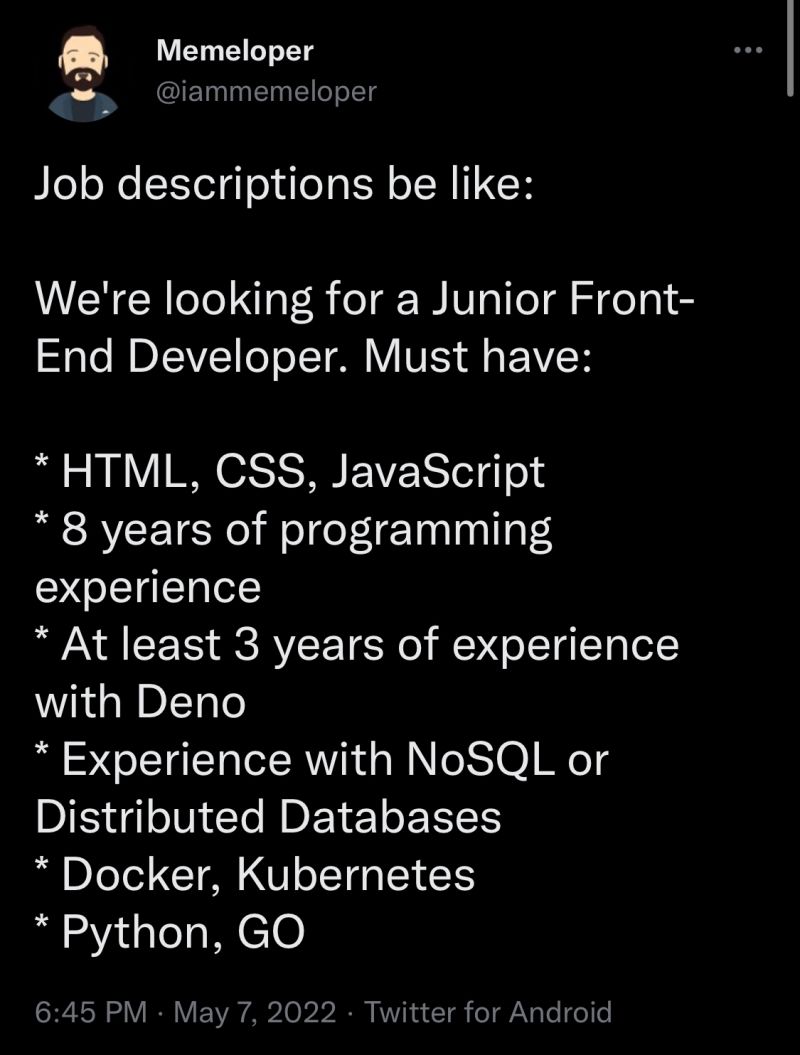 Memeloper
@iammemeloper
Job descriptions be like:
We're looking for a Junior Front-
End Developer. Must have:
* HTML, CSS, JavaScript
* 8 years of programming
experience
* At least 3 years of experience
with Deno
* Experience with NoSQL or
Distributed Databases
* Docker, Kubernetes
* Python, GO
6:45 PM · May 7, 2022 · Twitter for Android